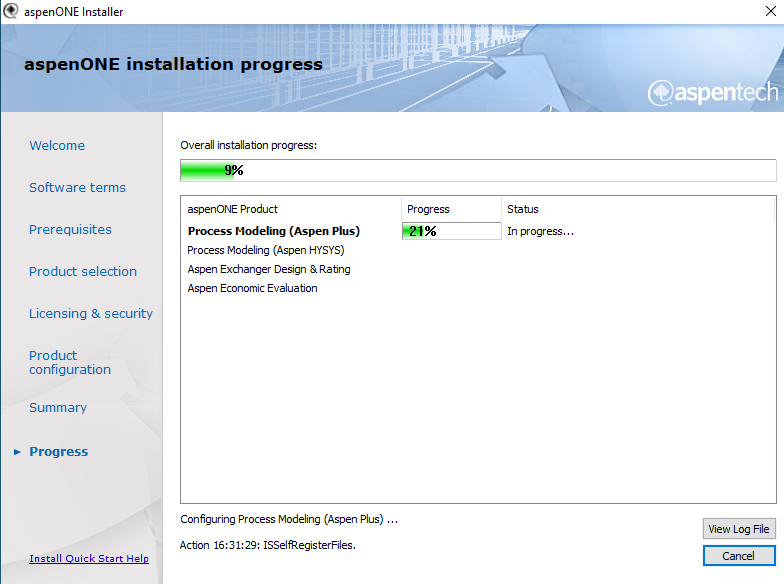 aspenONE Installer
aspenONE installation progress
aspentech
Welcome
Software terms
Prerequisites
Product selection
Licensing & security
Product
configuration
Summary
Progress
Install Quick Start Help
Overall installation progress:
9%
aspenONE Product Progress Status
Process Modeling (Aspen Plus) 21% In progress...
Process Modeling (Aspen HYSYS)
Aspen Exchanger Design & Rating
Aspen Economic Evaluation
Configuring Process Modeling (Aspen Plus) ...
Action 16:31:29: ISSelfRegisterFiles.
View Log File
Cancel